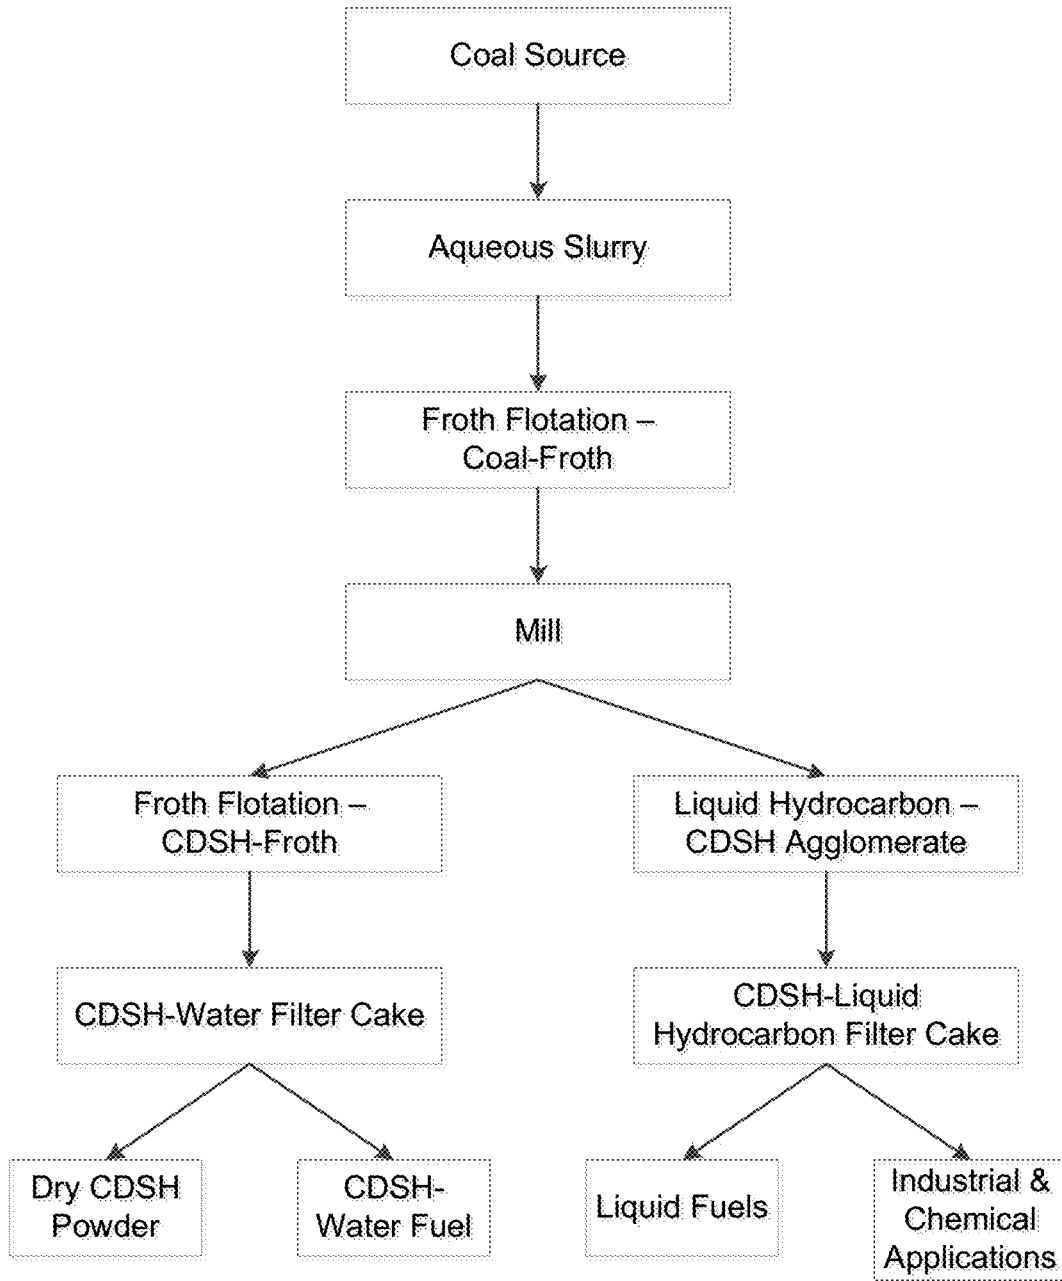 Coal Source
Aqueous Slurry
Froth Flotation –
Coal-Froth
Mill
Froth Flotation –
CDSH-Froth
Liquid Hydrocarbon –
CDSH Agglomerate
CDSH-Water Filter Cake
CDSH-Liquid
Hydrocarbon Filter Cake
Dry CDSH
Powder
CDSH-
Water Fuel
Liquid Fuels
Industrial &
Chemical
Applications